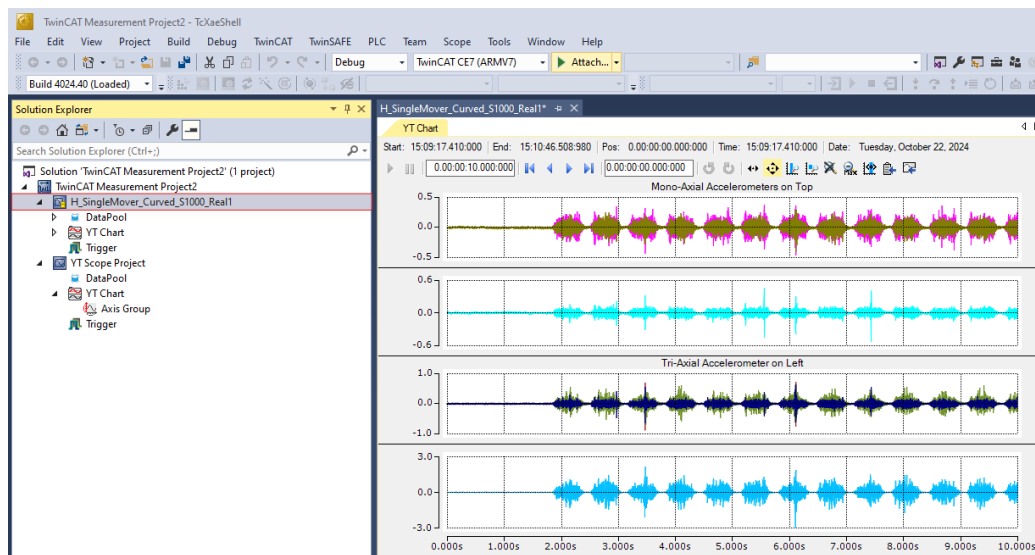 TwinCAT Measurement Project2 - TcXaeShell
File Edit View Project Build Debug TwinCAT TwinSAFE PLC Team Scope Tools Window Help
Debug TwinCAT CE7 (ARMV7) Attach...
Build 4024.40 (Loaded)
Solution Explorer
Search Solution Explorer (Ctrl+;)
Solution 'TwinCAT Measurement Project2' (1 project)
TwinCAT Measurement Project2
H_SingleMover_Curved_S1000_Real1
DataPool
YT Chart
Trigger
YT Scope Project
DataPool
YT Chart
Axis Group
Trigger
H_SingleMover_Curved_S1000_Real1*
YT Chart
Start: 15:09:17.410:000 End: 15:10:46.508:980 Pos: 0.00:00:00.000:000 Time: 15:09:17.410:000 Date: Tuesday, October 22, 2024
0.00:00:10.000:000 0.00:00:00.000:000
Mono-Axial Accelerometers on Top
0.5
0.0
-0.5
0.6
0.0
-0.6
Tri-Axial Accelerometer on Left
1.0
0.0
-1.0
3.0
0.0
-3.0
0.000s 1.000s 2.000s 3.000s 4.000s 5.000s 6.000s 7.000s 8.000s 9.000s 10.000s